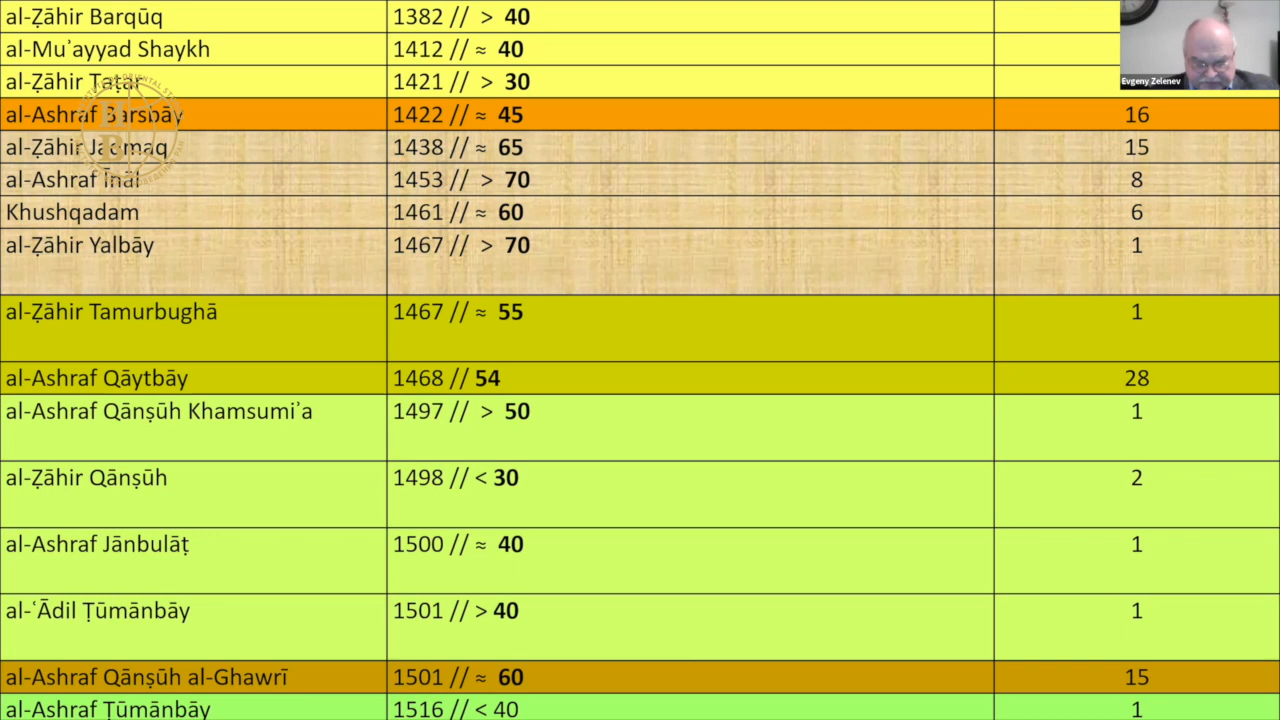 al-Ẓāhir Barqūq 1382 // > 40
al-Muʾayyad Shaykh 1412 // ≈ 40
al-Ẓāhir Taṭar 1421 // > 30
Evgeny Zelenev
al-Ashraf Barsbāy 1422 // ≈ 45 16
al-Ẓāhir Jaqmaq 1438 // ≈ 65 15
al-Ashraf Īnāl 1453 // > 70 8
Khushqadam 1461 // ≈ 60 6
al-Ẓāhir Yalbāy 1467 // > 70 1
al-Ẓāhir Tamurbughā 1467 // ≈ 55 1
al-Ashraf Qāytbāy 1468 // 54 28
al-Ashraf Qānṣūh Khamsumiʾa 1497 // > 50 1
al-Ẓāhir Qānṣūh 1498 // < 30 2
al-Ashraf Jānbulāṭ 1500 // ≈ 40 1
al-ʿĀdil Ṭūmānbāy 1501 // > 40 1
al-Ashraf Qānṣūh al-Ghawrī 1501 // ≈ 60 15
al-Ashraf Ṭūmānbāy 1516 // < 40 1